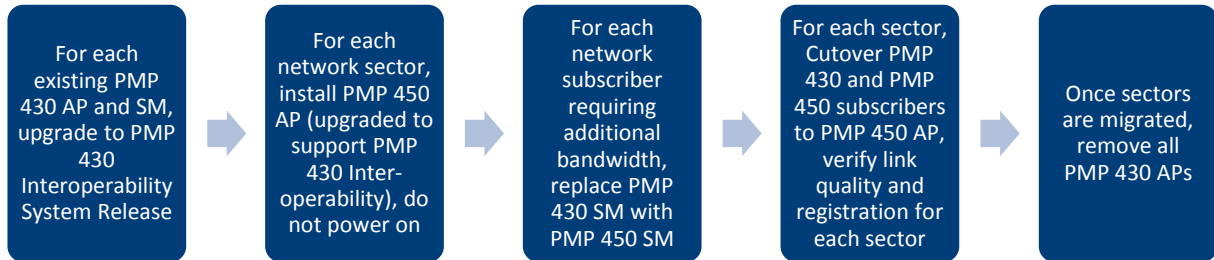 For each
existing PMP
430 AP and SM,
upgrade to PMP
430
Interoperability
System Release
For each
network sector,
install PMP 450
AP (upgraded to
support PMP
430 Inter-
operability), do
not power on
For each
network
subscriber
requiring
additional
bandwidth,
replace PMP
430 SM with
PMP 450 SM
For each sector,
Cutover PMP
430 and PMP
450 subscribers
to PMP 450 AP,
verify link
quality and
registration for
each sector
Once sectors
are migrated,
remove all
PMP 430 APs